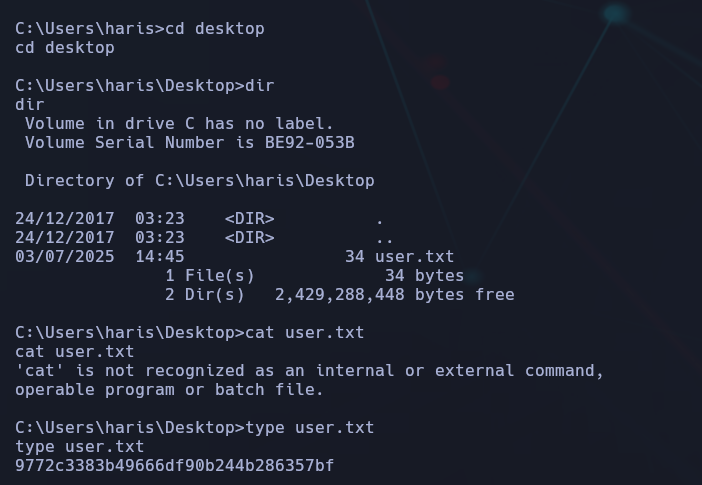 C:\Users\haris>cd desktop
cd desktop
C:\Users\haris\Desktop>dir
dir
 Volume in drive C has no label.
 Volume Serial Number is BE92-053B
 Directory of C:\Users\haris\Desktop
24/12/2017  03:23    <DIR>          .
24/12/2017  03:23    <DIR>          ..
03/07/2025  14:45                34 user.txt
               1 File(s)             34 bytes
               2 Dir(s)   2,429,288,448 bytes free
C:\Users\haris\Desktop>cat user.txt
cat user.txt
'cat' is not recognized as an internal or external command,
operable program or batch file.
C:\Users\haris\Desktop>type user.txt
type user.txt
9772c3383b49666df90b244b286357bf